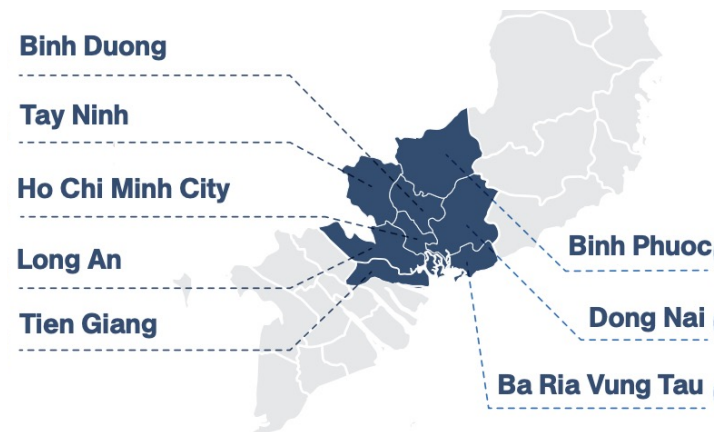 Binh Duong
Tay Ninh
Ho Chi Minh City
Long An
Tien Giang
Binh Phuoc
Dong Nai
Ba Ria Vung Tau